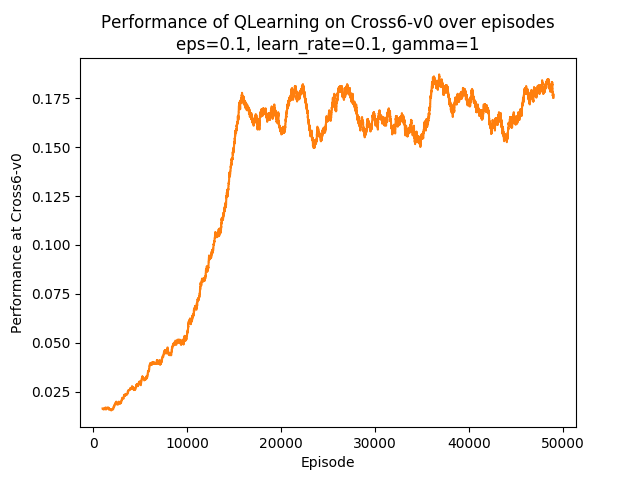 Performance of QLearning on Cross6-v0 over episodes
eps=0.1, learn_rate=0.1, gamma=1
Performance at Cross6-v0
0.175
0.150
0.125
0.100
0.075
0.050
0.025
0 10000 20000 30000 40000 50000
Episode